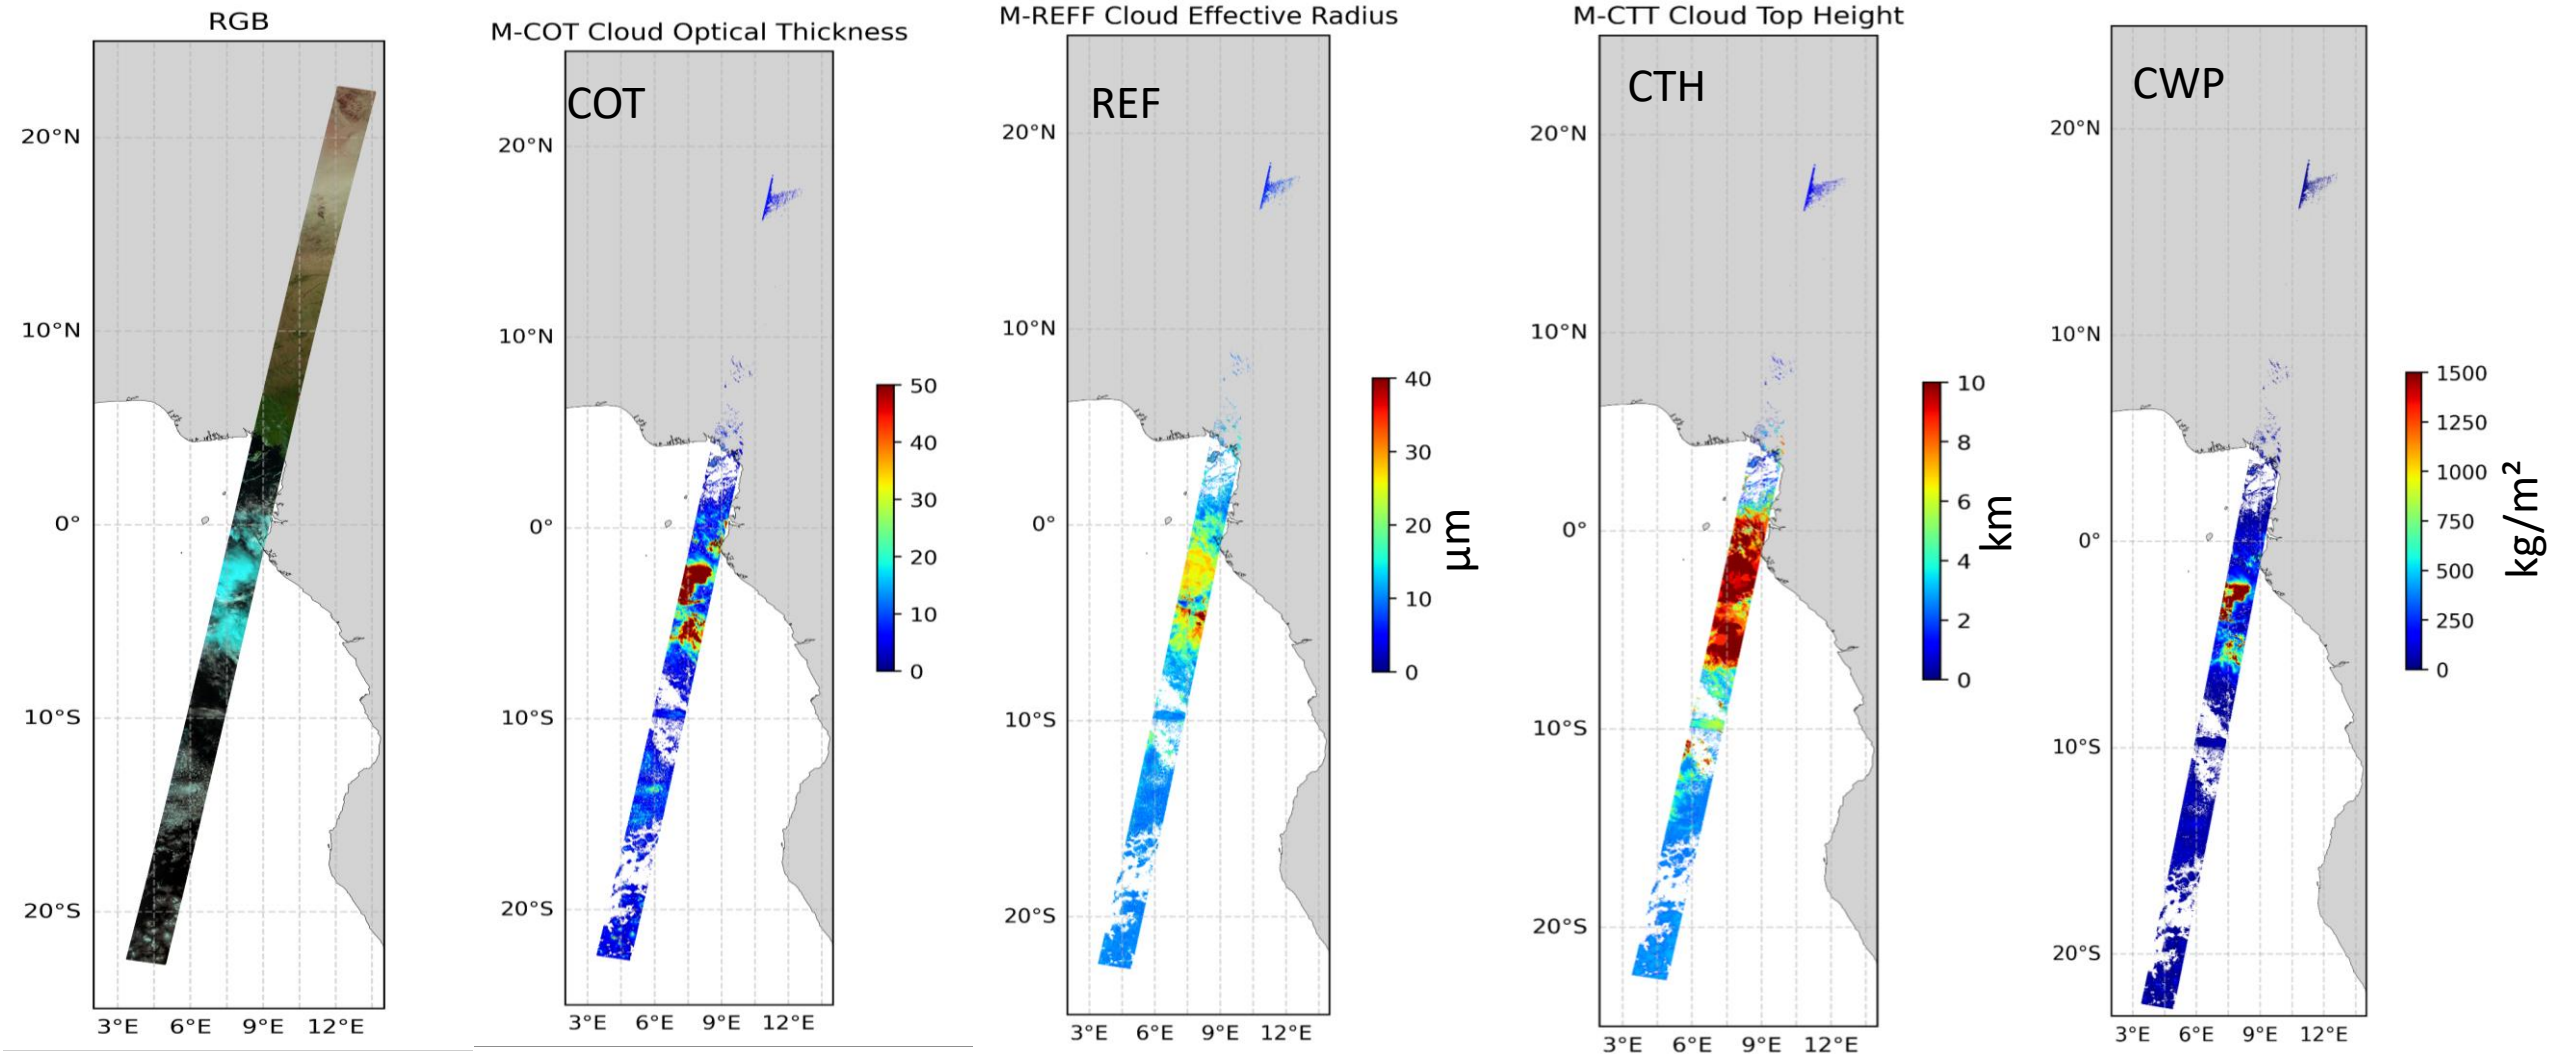 RGB
20°N
10°N
0°
10°S
20°S
3°E 6°E 9°E 12°E
M-COT Cloud Optical Thickness
COT
20°N
10°N
0°
10°S
20°S
3°E 6°E 9°E 12°E
50
40
30
20
10
0
M-REFF Cloud Effective Radius
REF
20°N
10°N
0°
10°S
20°S
3°E 6°E 9°E 12°E
40
30
20
10
0
μm
M-CTT Cloud Top Height
CTH
20°N
10°N
0°
10°S
20°S
3°E 6°E 9°E 12°E
10
8
6
4
2
0
km
CWP
20°N
10°N
0°
10°S
20°S
3°E 6°E 9°E 12°E
1500
1250
1000
750
500
250
0
kg/m²